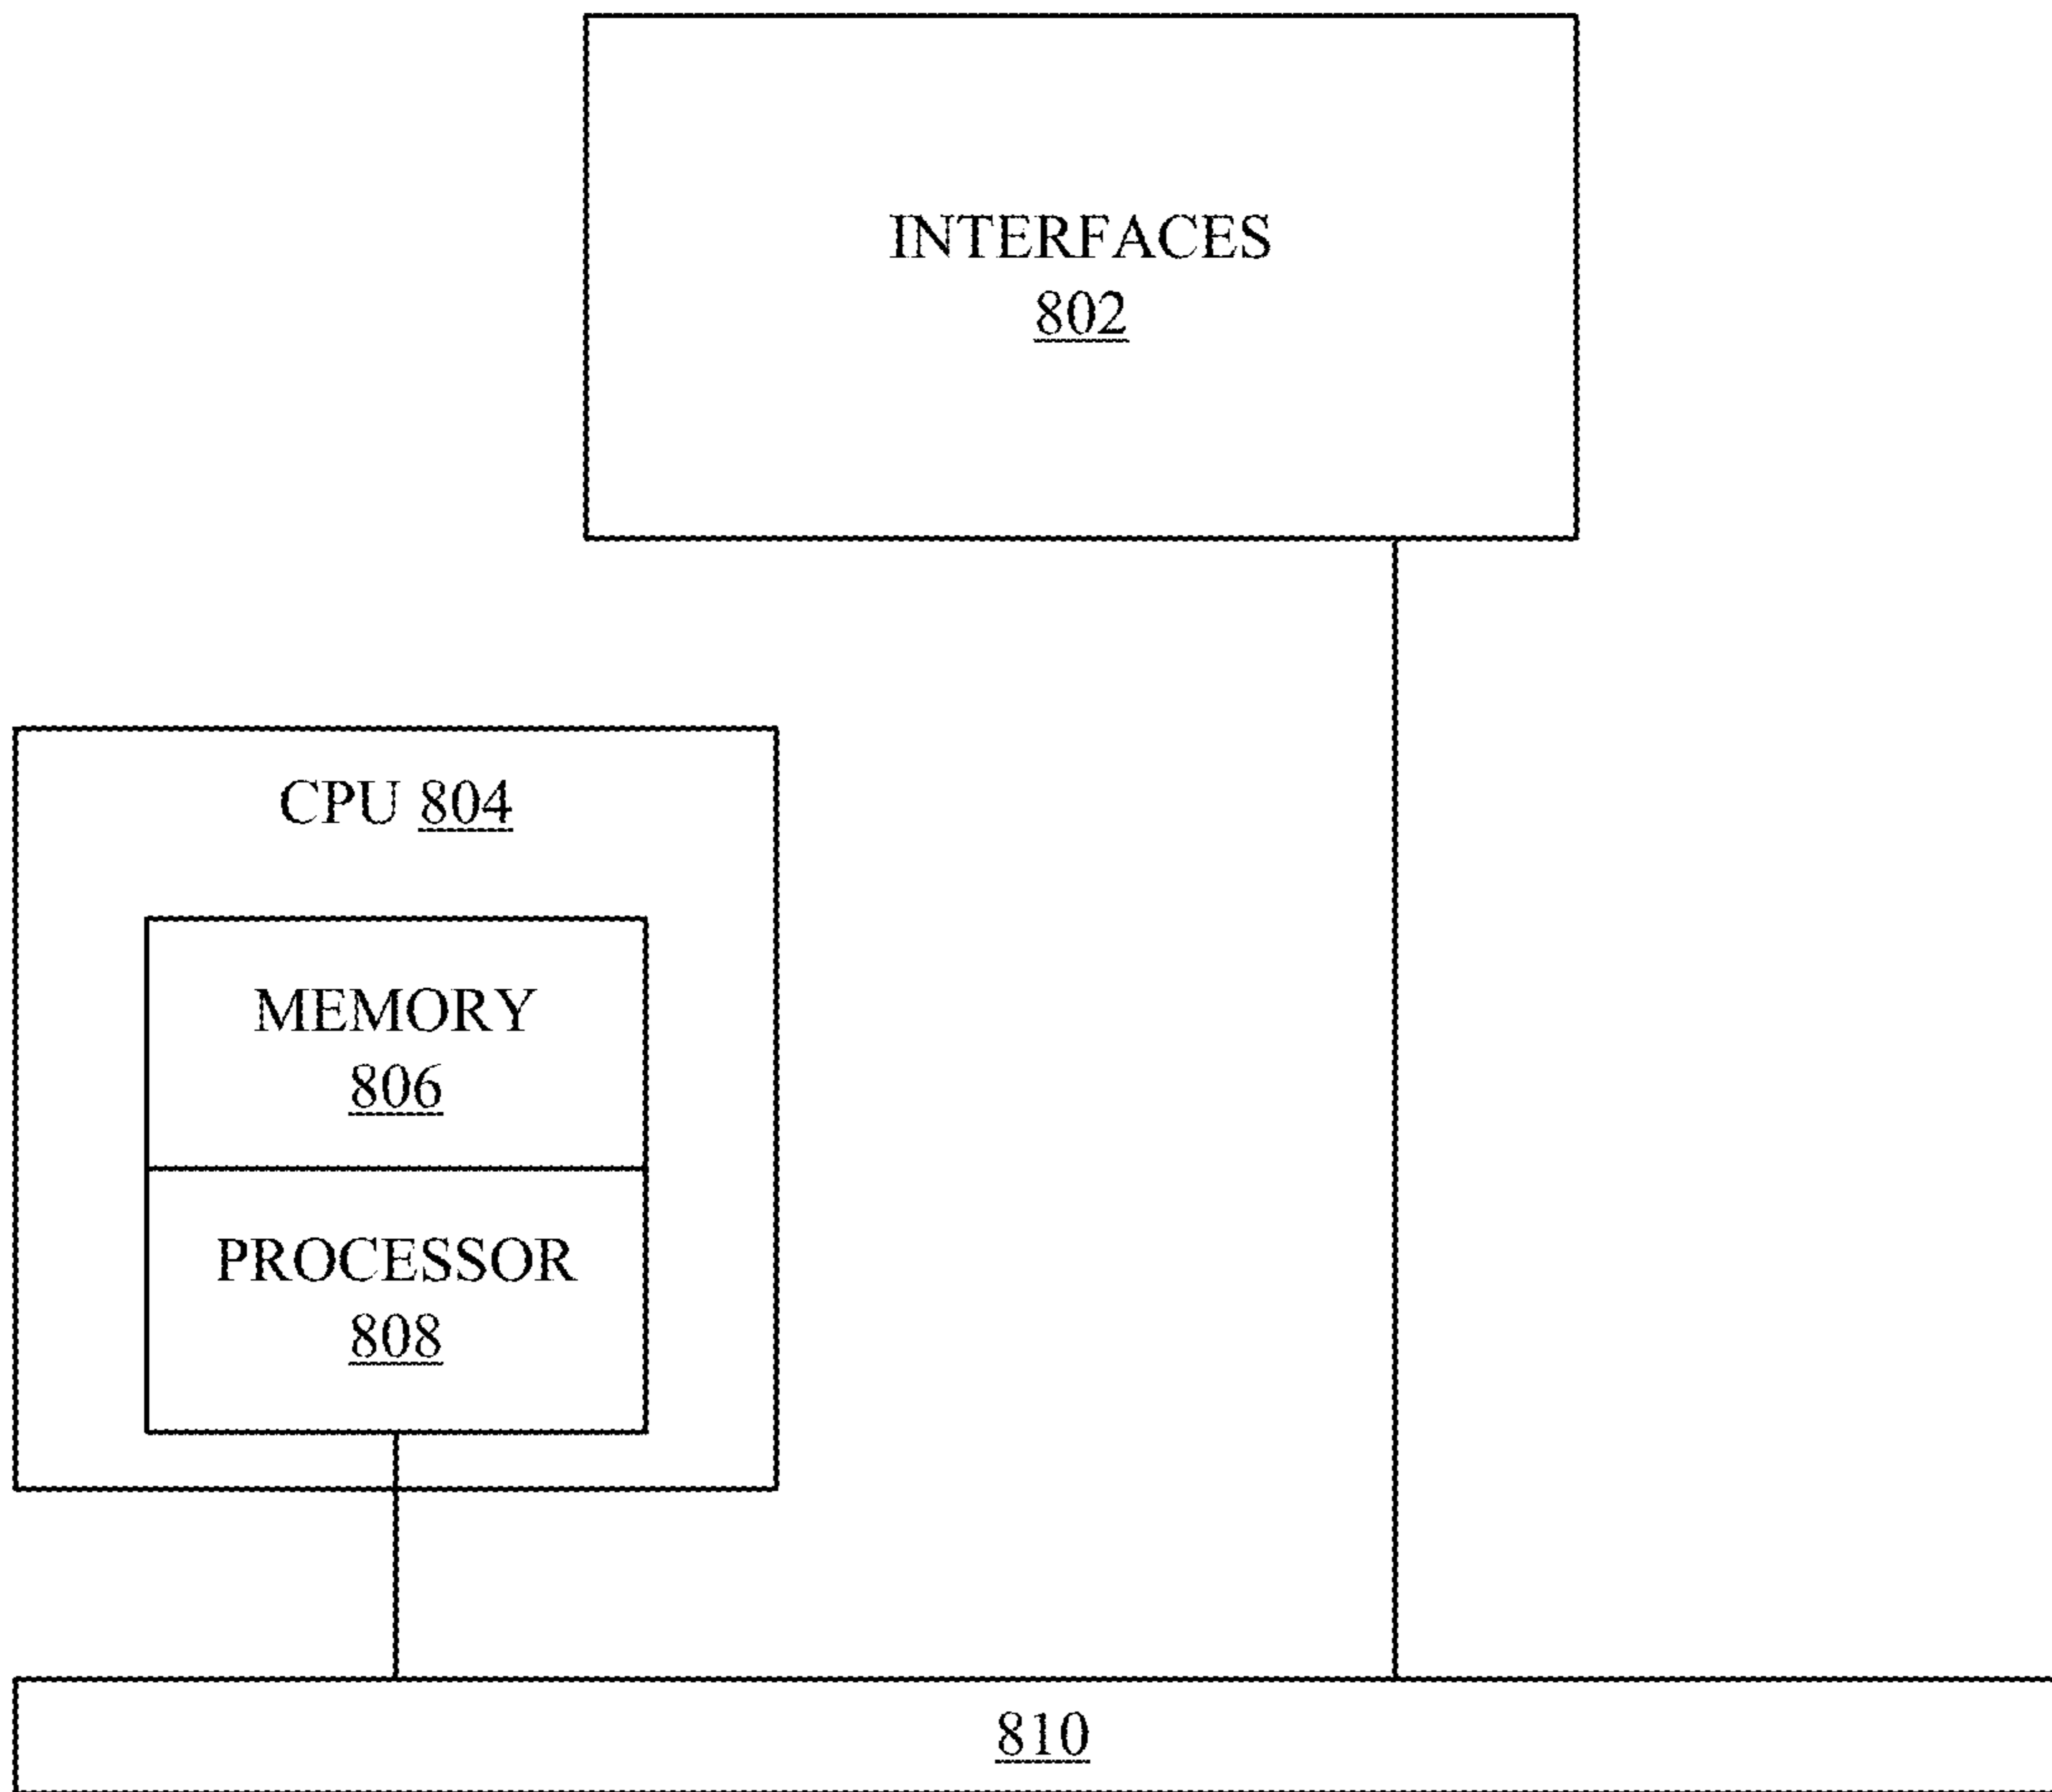 INTERFACES
802
CPU 804
MEMORY
806
PROCESSOR
808
810